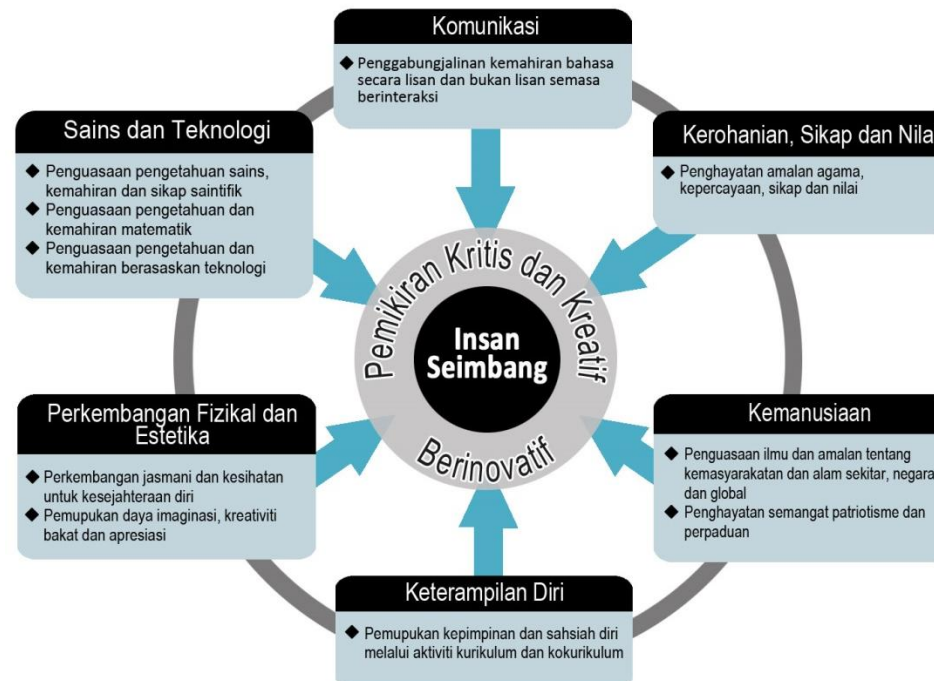 Komunikasi
◆ Penggabungjalinan kemahiran bahasa
secara lisan dan bukan lisan semasa
berinteraksi
Sains dan Teknologi
◆ Penguasaan pengetahuan sains,
kemahiran dan sikap saintifik
◆ Penguasaan pengetahuan dan
kemahiran matematik
◆ Penguasaan pengetahuan dan
kemahiran berasaskan teknologi
Kerohanian, Sikap dan Nila
◆ Penghayatan amalan agama,
kepercayaan, sikap dan nilai
Pemikiran Kritis dan Kreatif
Insan
Seimbang
Berinovatif
Perkembangan Fizikal dan
Estetika
◆ Perkembangan jasmani dan kesihatan
untuk kesejahteraan diri
◆ Pemupukan daya imaginasi, kreativiti
bakat dan apresiasi
Kemanusiaan
◆ Penguasaan ilmu dan amalan tentang
kemasyarakatan dan alam sekitar, negara
dan global
◆ Penghayatan semangat patriotisme dan
perpaduan
Keterampilan Diri
◆ Pemupukan kepimpinan dan sahsiah diri
melalui aktiviti kurikulum dan kokurikulum